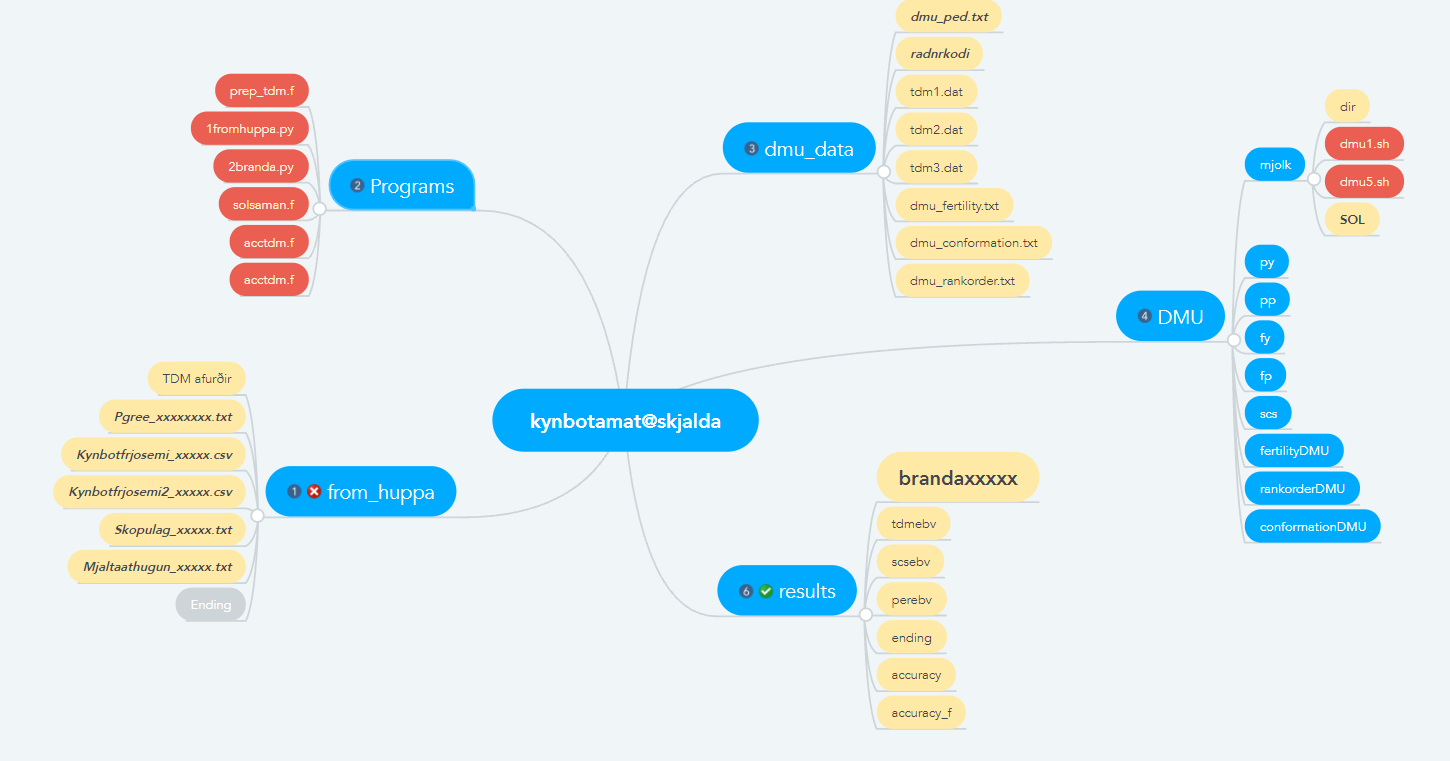 kynbotamat@skjalda
1 from_huppa
TDM afurðir
Pgree_xxxxxxxx.txt
Kynbotfrjosemi_xxxxx.csv
Kynbotfrjosemi2_xxxxx.csv
Skopulag_xxxxx.txt
Mjaltaathugun_xxxxx.txt
Ending
2 Programs
prep_tdm.f
1fromhuppa.py
2branda.py
solsaman.f
acctdm.f
acctdm.f
3 dmu_data
dmu_ped.txt
radnrkodi
tdm1.dat
tdm2.dat
tdm3.dat
dmu_fertility.txt
dmu_conformation.txt
dmu_rankorder.txt
4 DMU
mjolk
dir
dmu1.sh
dmu5.sh
SOL
py
pp
fy
fp
scs
fertilityDMU
rankorderDMU
conformationDMU
6 results
brandaxxxxx
tdmebv
scsebv
perebv
ending
accuracy
accuracy_f